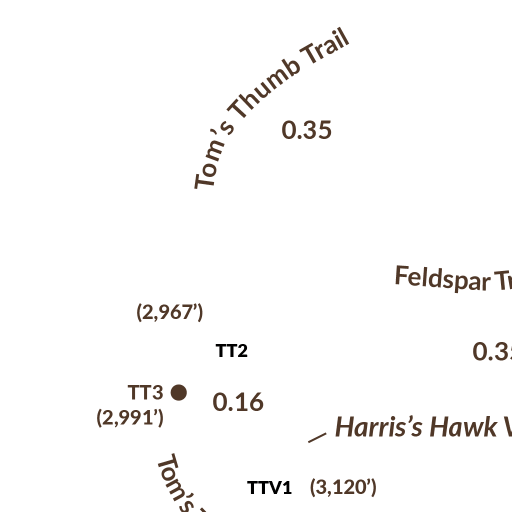 Tom's Thumb Trail
0.35
Feldspar
(2,967')
TT2
TT3
(2,991')
0.16
Harris's Hawk
TTV1 (3,120')
Tom's